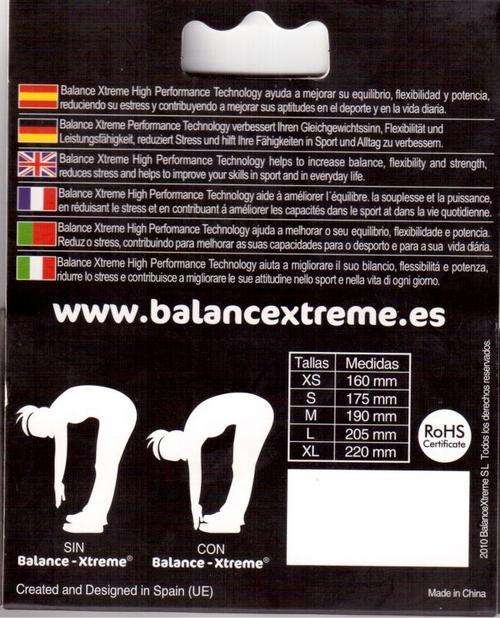 Balance Xtreme High Performance Technology ayuda a mejorar su equilibrio, flexibilidad y potencia,
reduciendo su estress y contribuyendo a mejorar sus aptitudes en el deporte y en la vida diaria.
Balance Xtreme Performance Technology verbessert Ihren Gleichgewichtssinn, Flexibilität und
Leistungsfähigkeit, reduziert Stress und hilft Ihre Fähigkeiten in Sport und Alltag zu verbessern.
Balance Xtreme High Performance Technology helps to increase balance, flexibility and strength,
reduces stress and helps to improve your skills in sport and in everyday life.
Balance Xtreme High Performance Technology aide à améliorer l´équilibre. la souplesse et la puissance,
en réduisant le stress et en contribuant à améliorer les capacités dans le sport at dans la vie quotidienne.
Balance Xtreme High Performance Technology ajuda a melhorar o seu equilibrio, flexibilidade e potencia.
Reduz o stress, contribuindo para melhorar as suas capacidades para o desporto e para a sua vida diária.
Balance Xtreme High Pefomance Technology aiuta a migliorare il suo bilancio, flessibilitá e potenza,
ridurre lo stress e contribuisce a migliorare le sue attitudine nello sport e nella vita di ogni giorno.
www.balancextreme.es
Tallas Medidas
XS 160 mm
S 175 mm
M 190 mm
L 205 mm
XL 220 mm
RoHS
Certificate
2010 BalanceXtreme S L Todos los derechos reservados.
SIN
Balance - Xtreme®
CON
Balance - Xtreme®
Created and Designed in Spain (UE)
Made in China